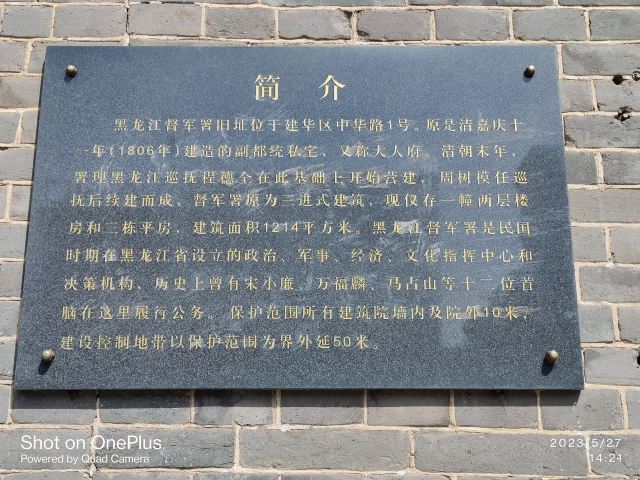 简介
黑龙江督军署旧址位于建华区中华路1号。原是清嘉庆十
一年(1806年)建造的副都统私宅，又称大人府。清朝末年，
署理黑龙江巡抚程德全在此基础上开始营建，周树模任巡
抚后续建而成，督军署原为三进式建筑，现仅存一幢两层楼
房和三栋平房，建筑面积1214平方米。黑龙江督军署是民国
时期在黑龙江省设立的政治、军事、经济、文化指挥中心和
决策机构、历史上曾有宋小廉、万福麟、马占山等十二位首
脑在这里履行公务。保护范围所有建筑院墙内及院外10米，
建设控制地带以保护范围为界外延50米。
Shot on OnePlus
Powered by Quad Camera
2023/5/27
14:21